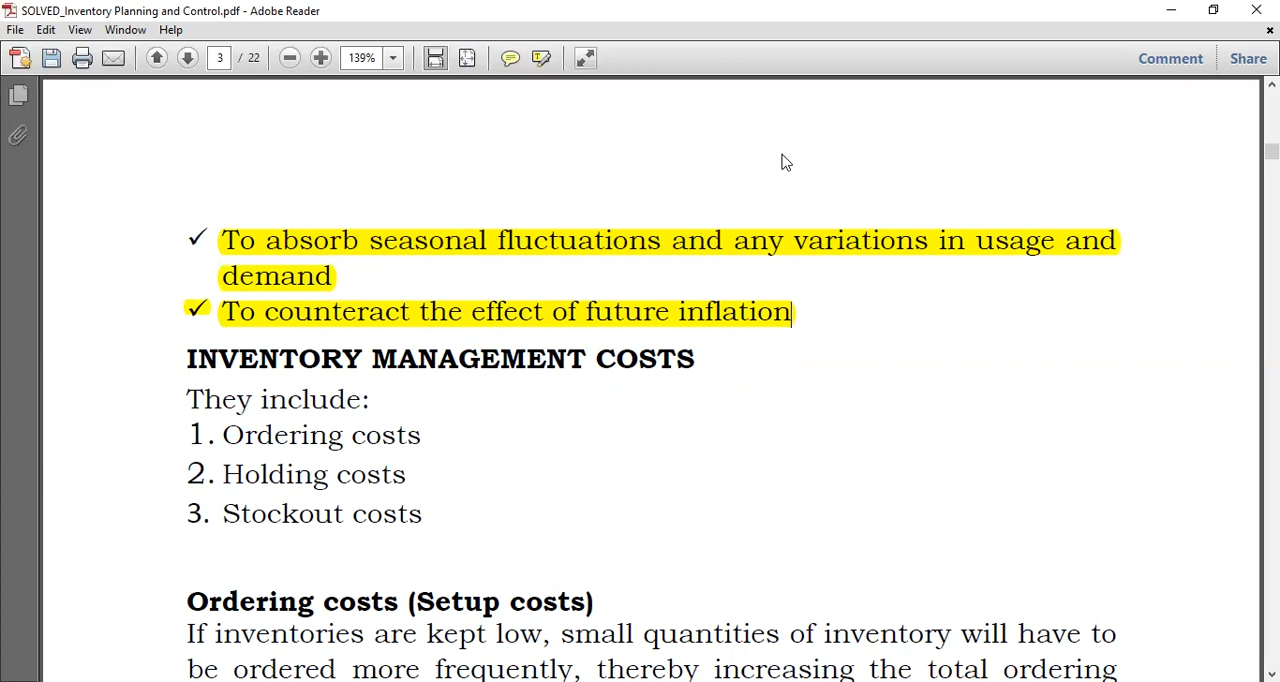 SOLVED_Inventory Planning and Control.pdf - Adobe Reader
File Edit View Window Help
3 / 22 139% Comment Share
✓ To absorb seasonal fluctuations and any variations in usage and
demand
✓ To counteract the effect of future inflation
INVENTORY MANAGEMENT COSTS
They include:
1. Ordering costs
2. Holding costs
3. Stockout costs
Ordering costs (Setup costs)
If inventories are kept low, small quantities of inventory will have to
be ordered more frequently, thereby increasing the total ordering